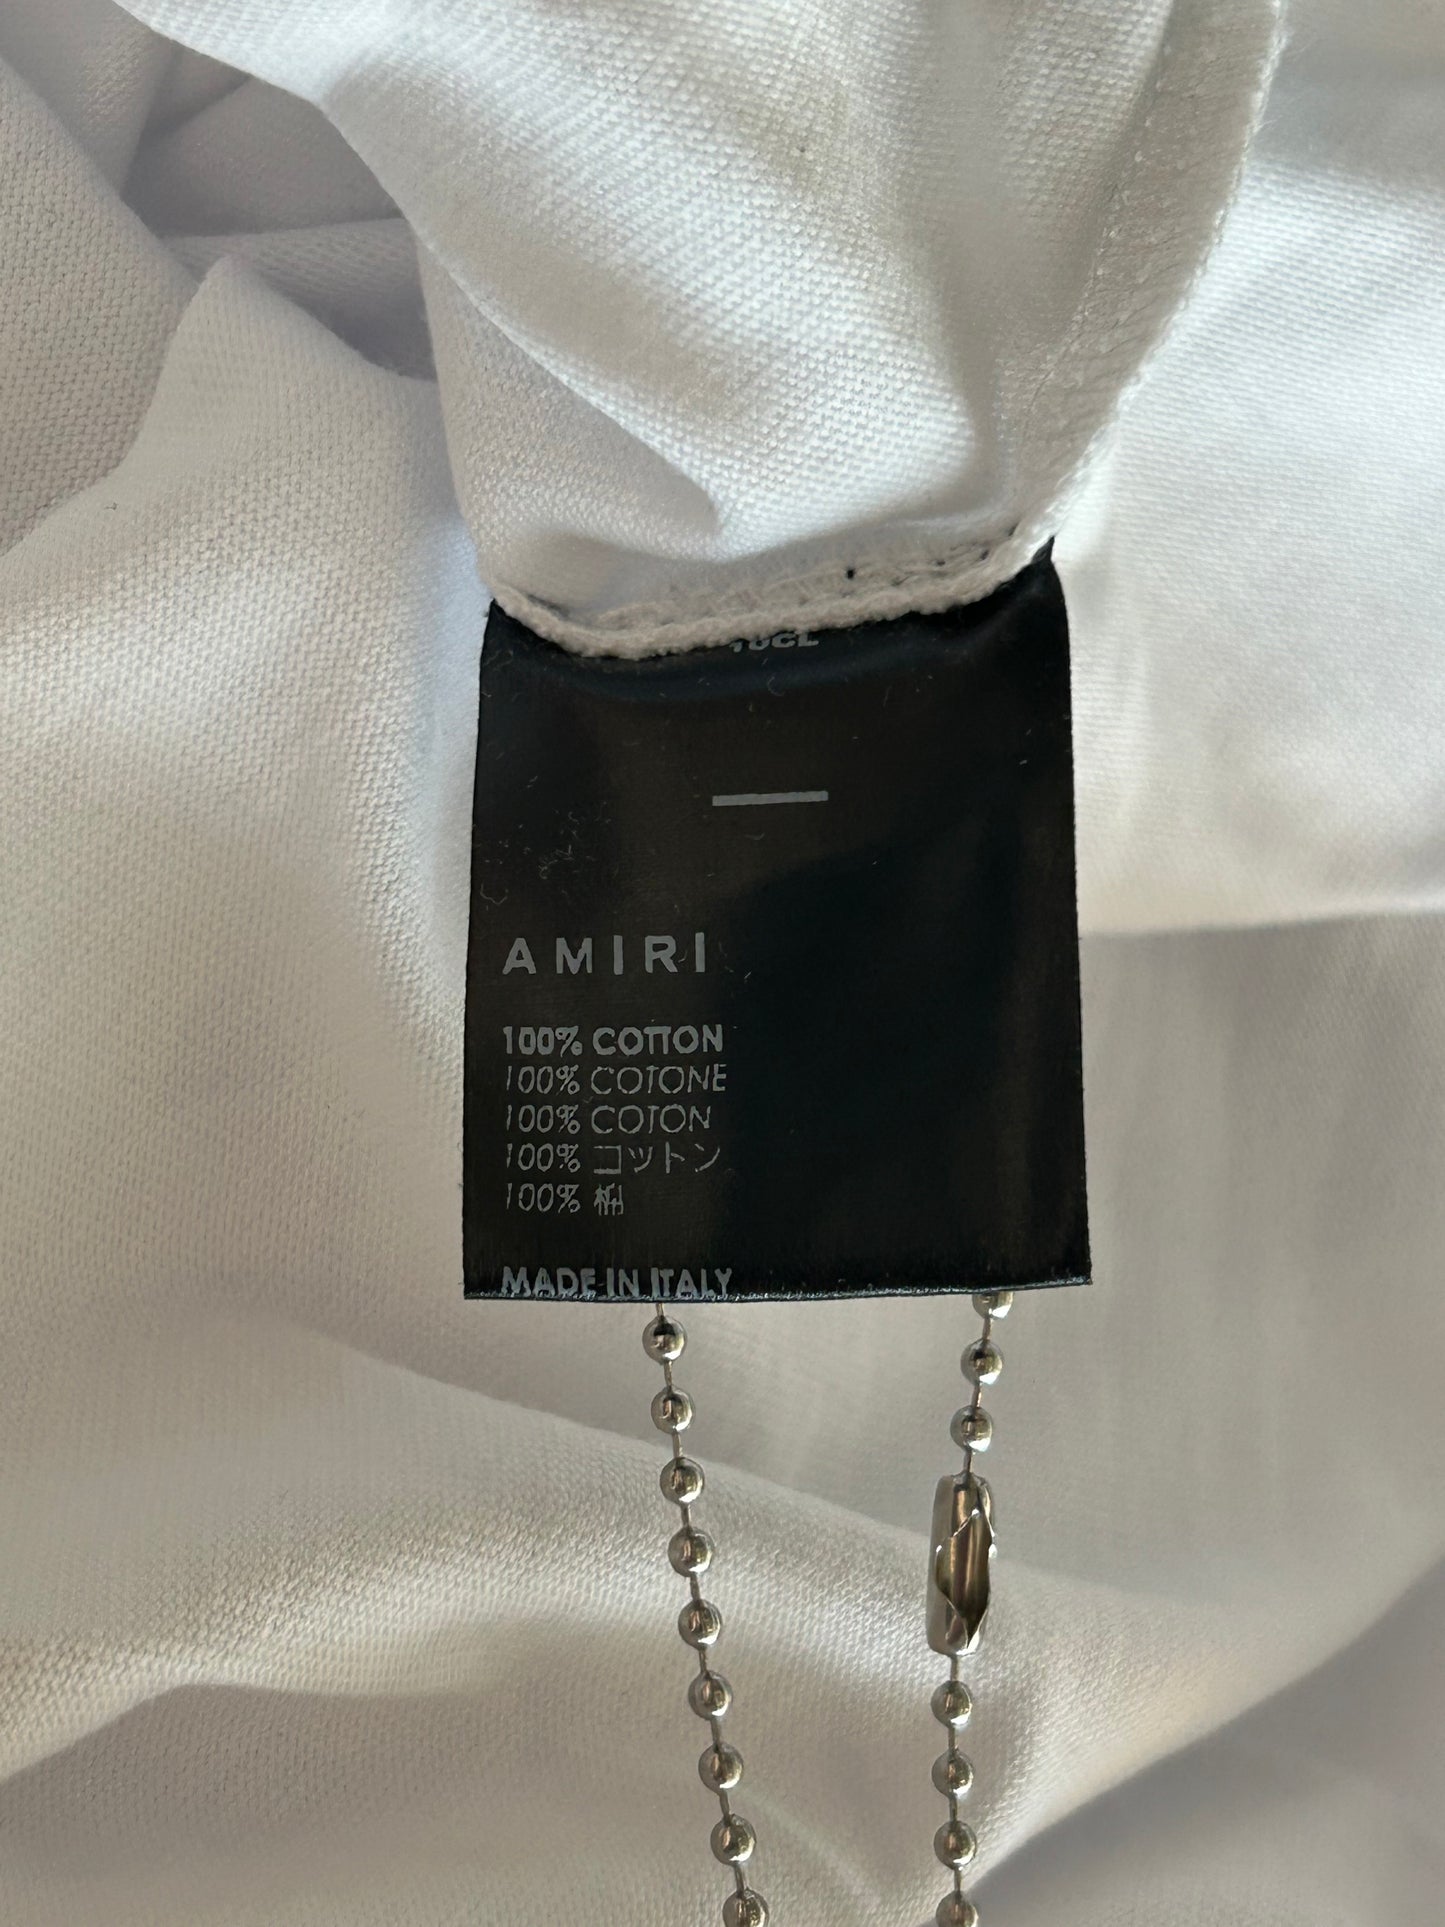 AMIRI
100% COTTON
100% COTONE
100% COTON
100% コットン
100% 棉
MADE IN ITALY